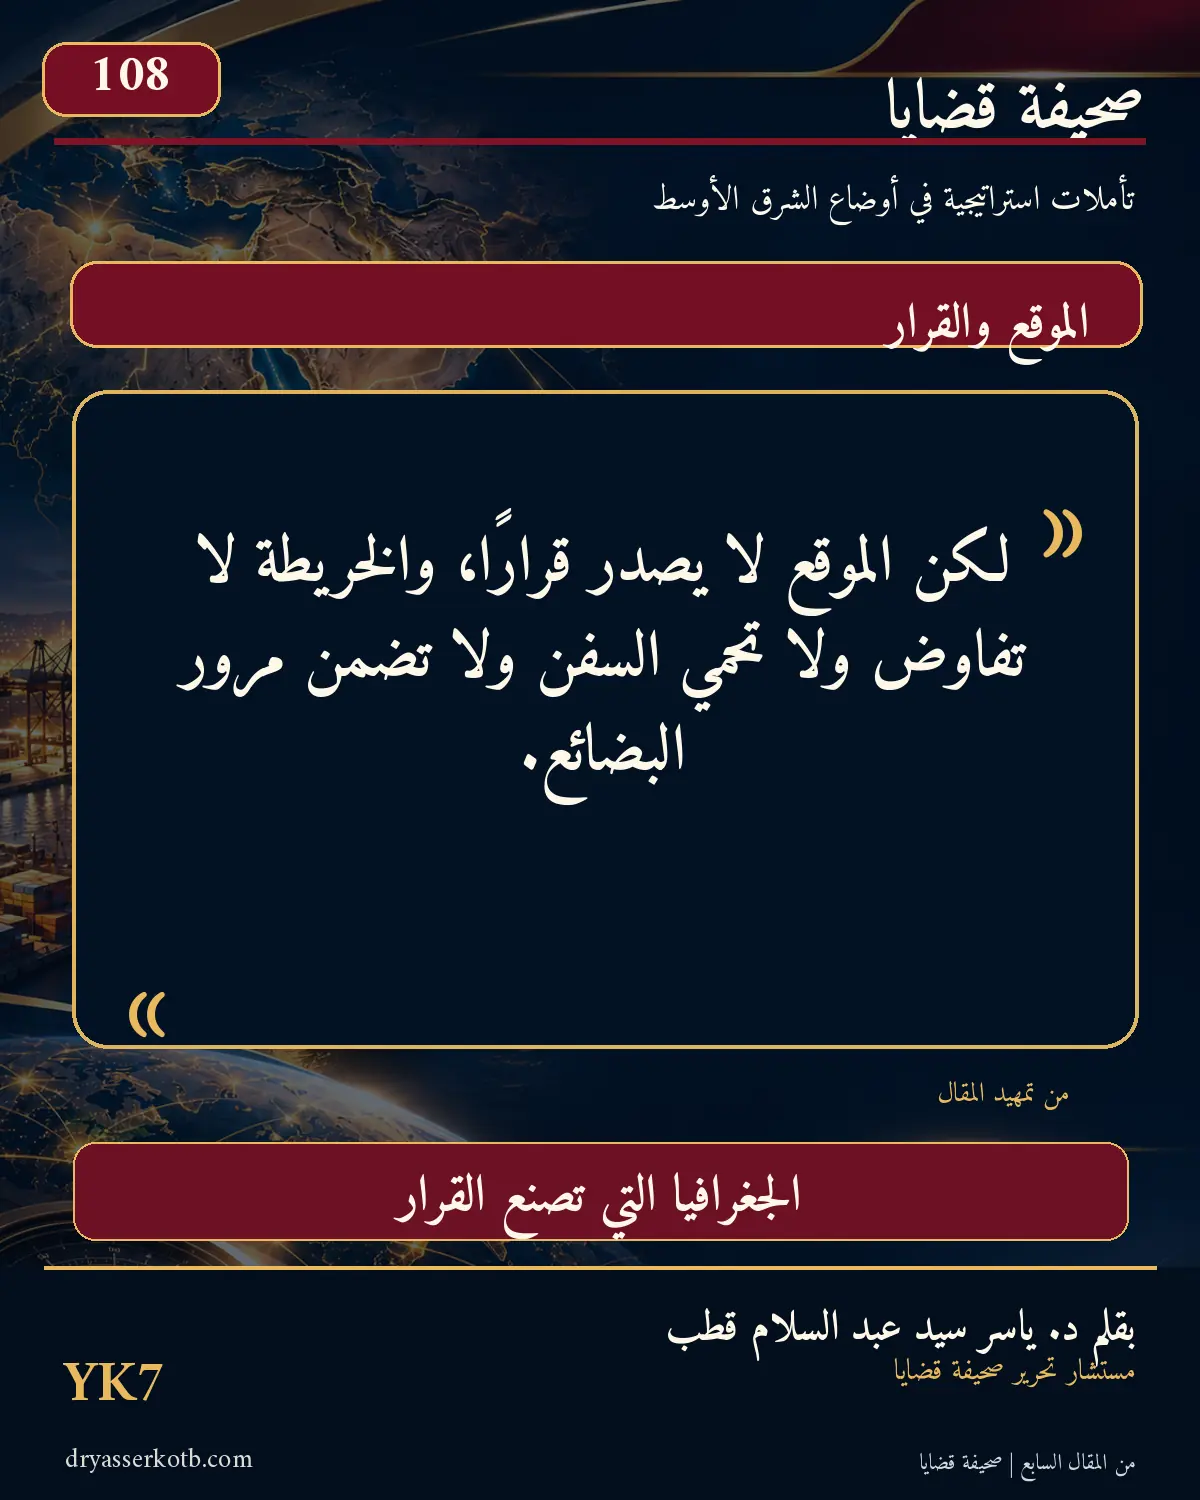 108
صحيفة قضايا
تأملات استراتيجية في أوضاع الشرق الأوسط
الموقع والقرار
« لكن الموقع لا يصدر قرارًا، والخريطة لا
تفاوض ولا تحمي السفن ولا تضمن مرور
البضائع.
»
من تمهيد المقال
الجغرافيا التي تصنع القرار
بقلم د. ياسر سيد عبد السلام قطب
مستشار تحرير صحيفة قضايا
YK7
من المقال السابع | صحيفة قضايا
dryasserkotb.com